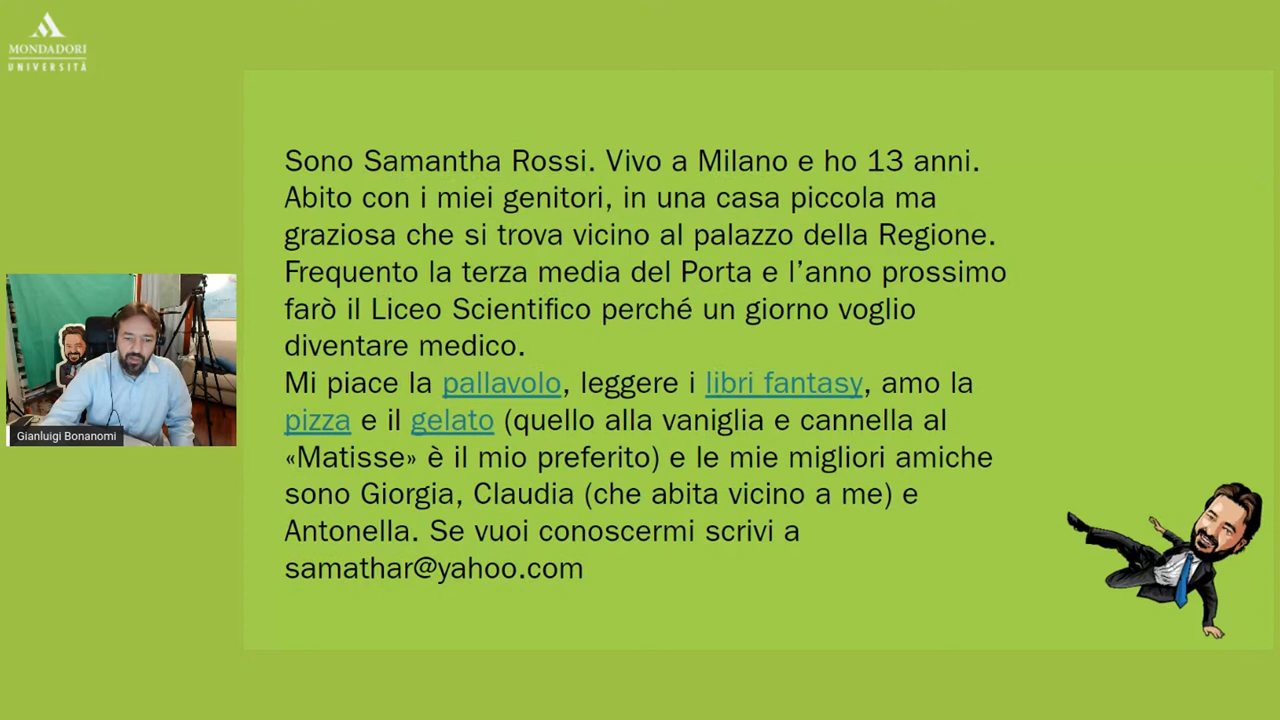 MONDADORI
UNIVERSITÀ
Sono Samantha Rossi. Vivo a Milano e ho 13 anni.
Abito con i miei genitori, in una casa piccola ma
graziosa che si trova vicino al palazzo della Regione.
Frequento la terza media del Porta e l’anno prossimo
farò il Liceo Scientifico perché un giorno voglio
diventare medico.
Mi piace la pallavolo, leggere i libri fantasy, amo la
pizza e il gelato (quello alla vaniglia e cannella al
«Matisse» è il mio preferito) e le mie migliori amiche
sono Giorgia, Claudia (che abita vicino a me) e
Antonella. Se vuoi conoscermi scrivi a
samathar@yahoo.com
Gianluigi Bonanomi